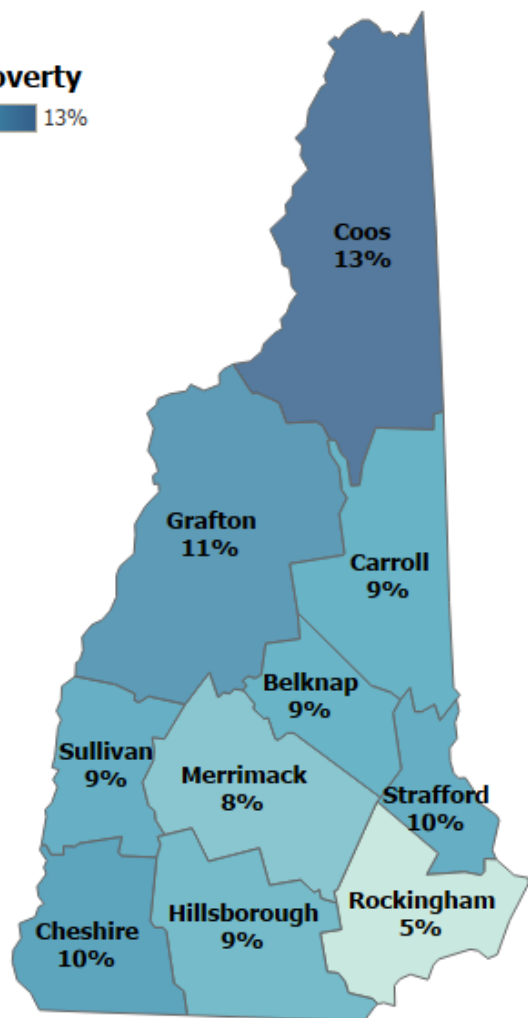 overty
13%
Coos
13%
Grafton
11%
Carroll
9%
Belknap
9%
Sullivan
9%
Merrimack
8%
Strafford
10%
Rockingham
5%
Hillsborough
9%
Cheshire
10%